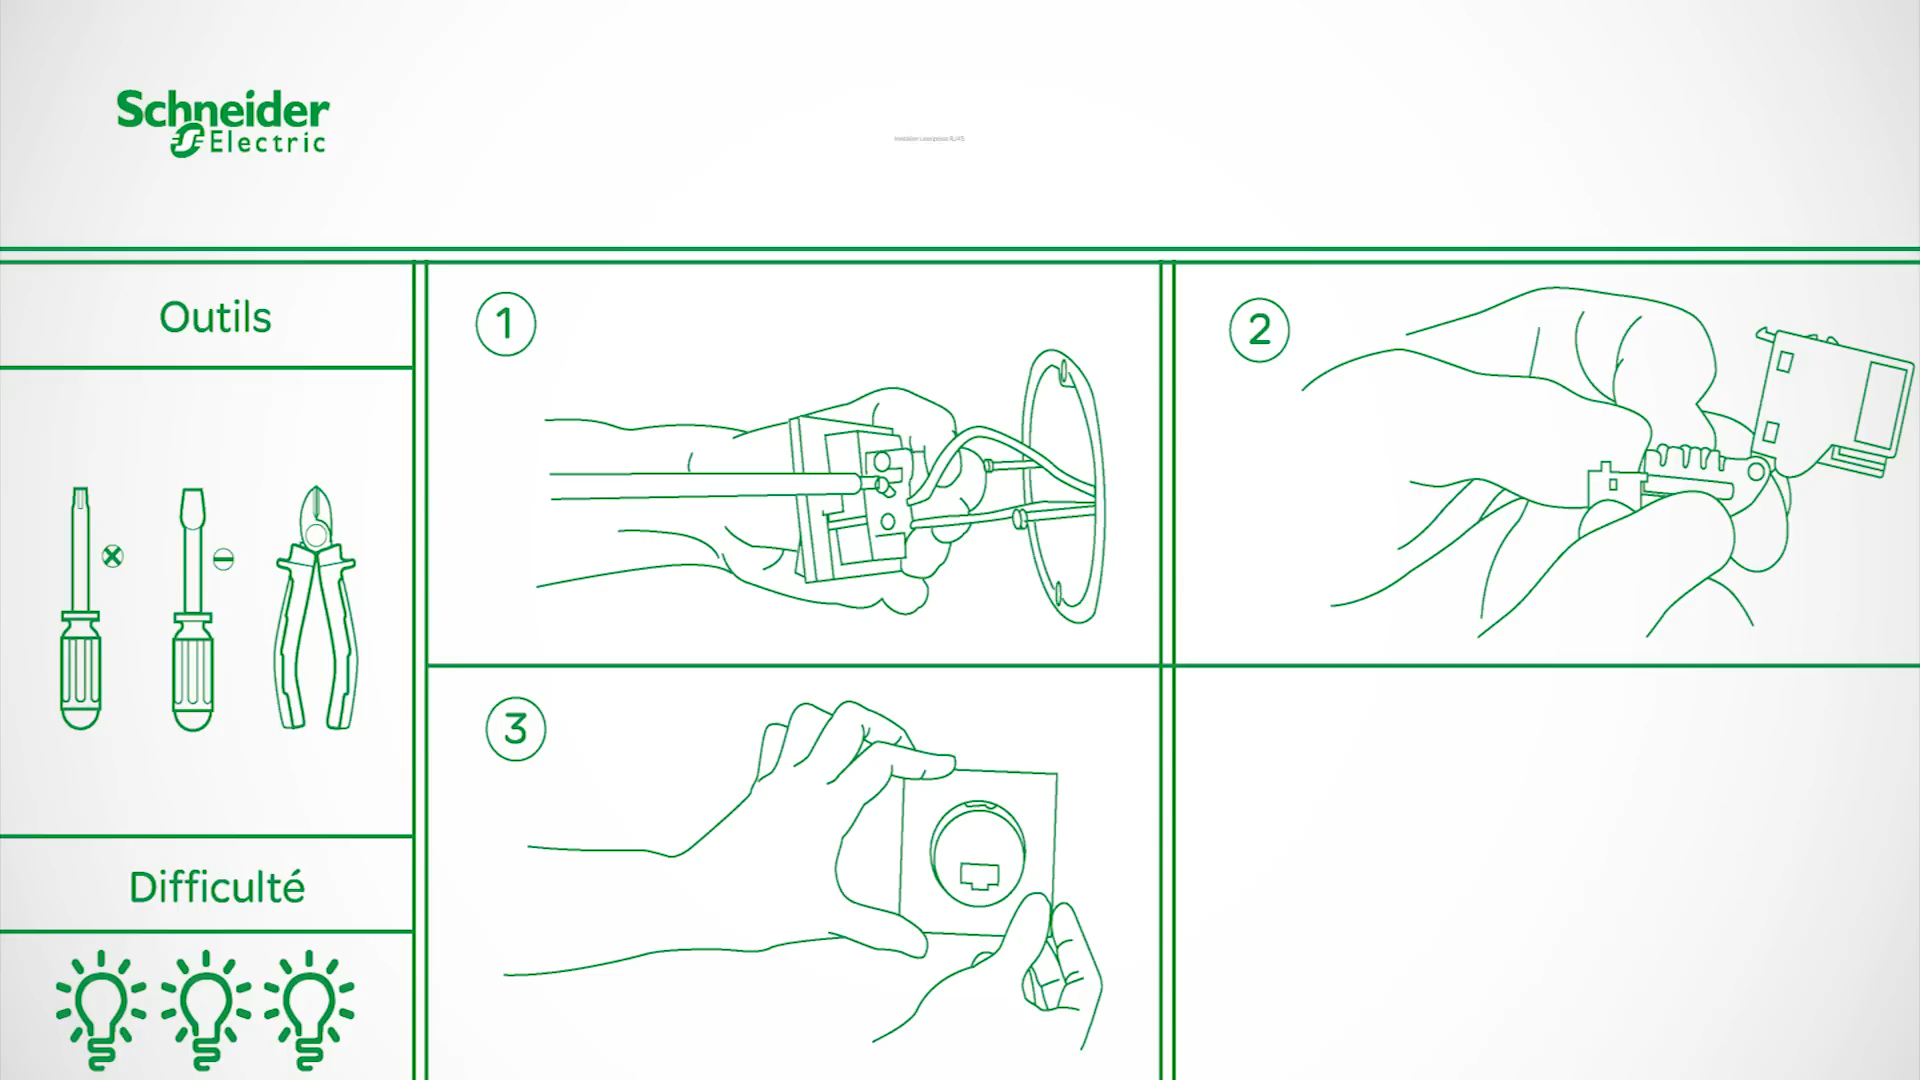 Schneider
Electric
Outils
1
2
Difficulté
3